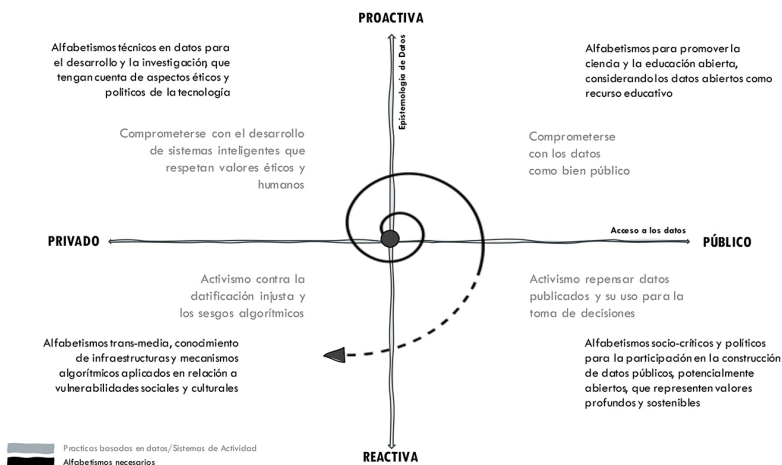 PROACTIVA
Epistemología de Datos
Alfabetismos técnicos en datos para
el desarrollo y la investigación, que
tengan cuenta de aspectos éticos y
políticos de la tecnología
Alfabetismos para promover la
ciencia y la educación abierta,
considerando los datos abiertos como
recurso educativo
Comprometerse con el desarrollo
de sistemas inteligentes que
respetan valores éticos y
humanos
Comprometerse
con los datos
como bien público
PRIVADO
Acceso a los datos
PÚBLICO
Activismo contra la
datificación injusta y
los sesgos algorítmicos
Activismo repensar datos
publicados y su uso para la
toma de decisiones
Alfabetismos trans-media, conocimiento
de infraestructuras y mecanismos
algorítmicos aplicados en relación a
vulnerabilidades sociales y culturales
Alfabetismos socio-críticos y políticos
para la participación en la construcción
de datos públicos, potencialmente
abiertos, que representen valores
profundos y sostenibles
Practicas basadas en datos/Sistemas de Actividad
Alfabetismos necesarios
REACTIVA